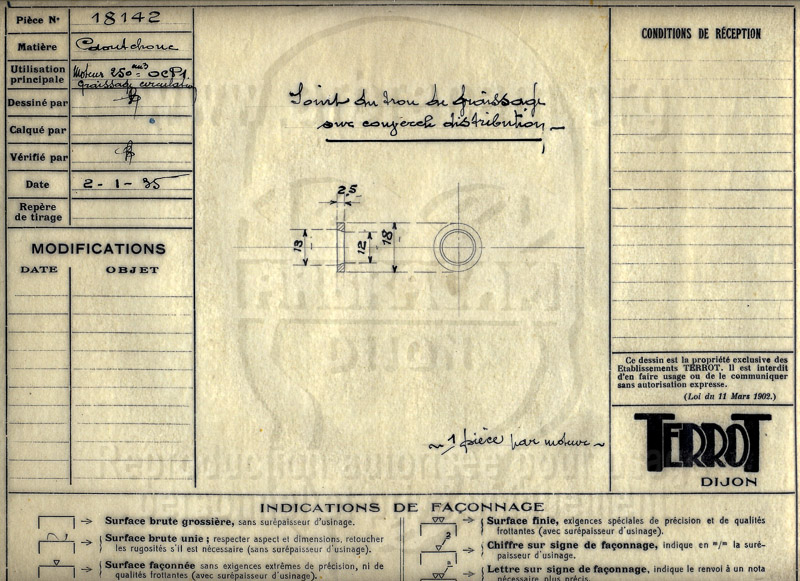 Pièce N° 18142
Matière Caoutchouc
Utilisation principale Moteur 250 cm³ OCP1
graissage circulation
Dessiné par
Calqué par
Vérifié par
Date 2-1-35
Repère
de tirage
MODIFICATIONS
DATE OBJET
Joint du trou de graissage
sur couvercle distribution
2,5
13
12
18
~ 1 pièce par moteur ~
CONDITIONS DE RÉCEPTION
Ce dessin est la propriété exclusive des
Etablissements TERROT. Il est interdit
d'en faire usage ou de le communiquer
sans autorisation expresse.
(Loi du 11 Mars 1902.)
TERROT
DIJON
INDICATIONS DE FAÇONNAGE
Surface brute grossière, sans surépaisseur d'usinage.
Surface brute unie ; respecter aspect et dimensions, retoucher
les rugosités s'il est nécessaire (sans surépaisseur d'usinage).
Surface façonnée sans exigences extrêmes de précision, ni de
qualités frottantes (avec surépaisseur d'usinage).
Surface finie, exigences spéciales de précision et de qualités
frottantes (avec surépaisseur d'usinage).
Chiffre sur signe de façonnage, indique en m/m la suré-
paisseur d'usinage.
Lettre sur signe de façonnage, indique le renvoi à un nota
nécessaire plus précis.